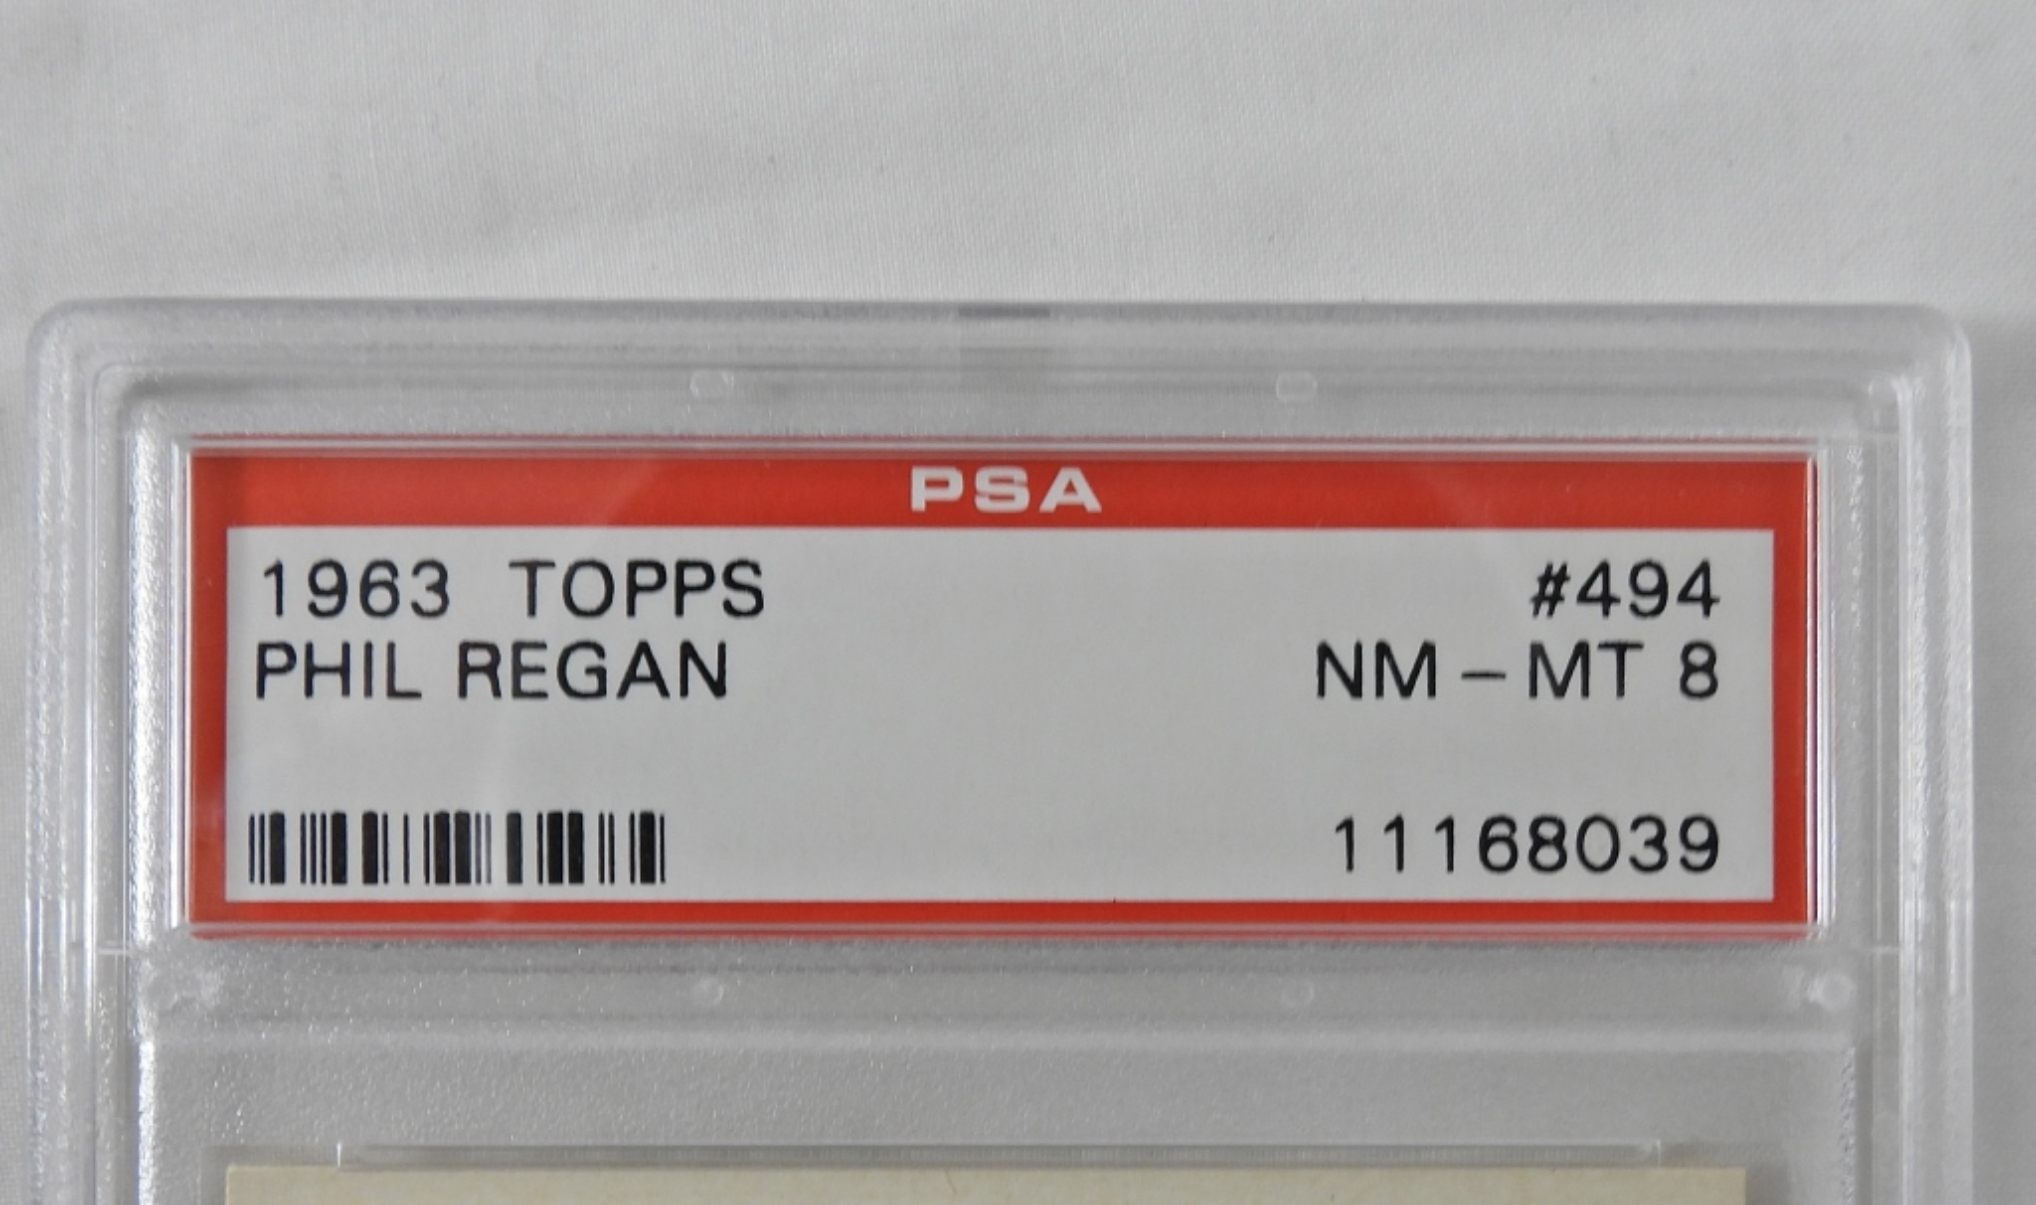 PSA
1963 TOPPS #494
PHIL REGAN NM - MT 8
11168039